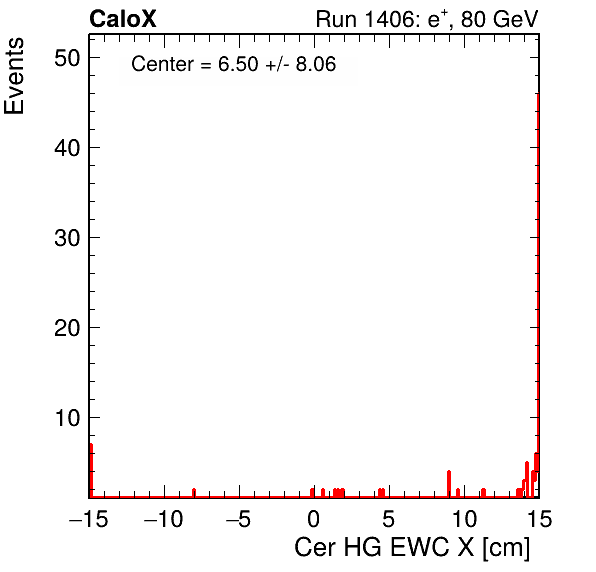 CaloX Run 1406: e⁺, 80 GeV
Center = 6.50 +/- 8.06
Events
50
40
30
20
10
−15 −10 −5 0 5 10 15
Cer HG EWC X [cm]